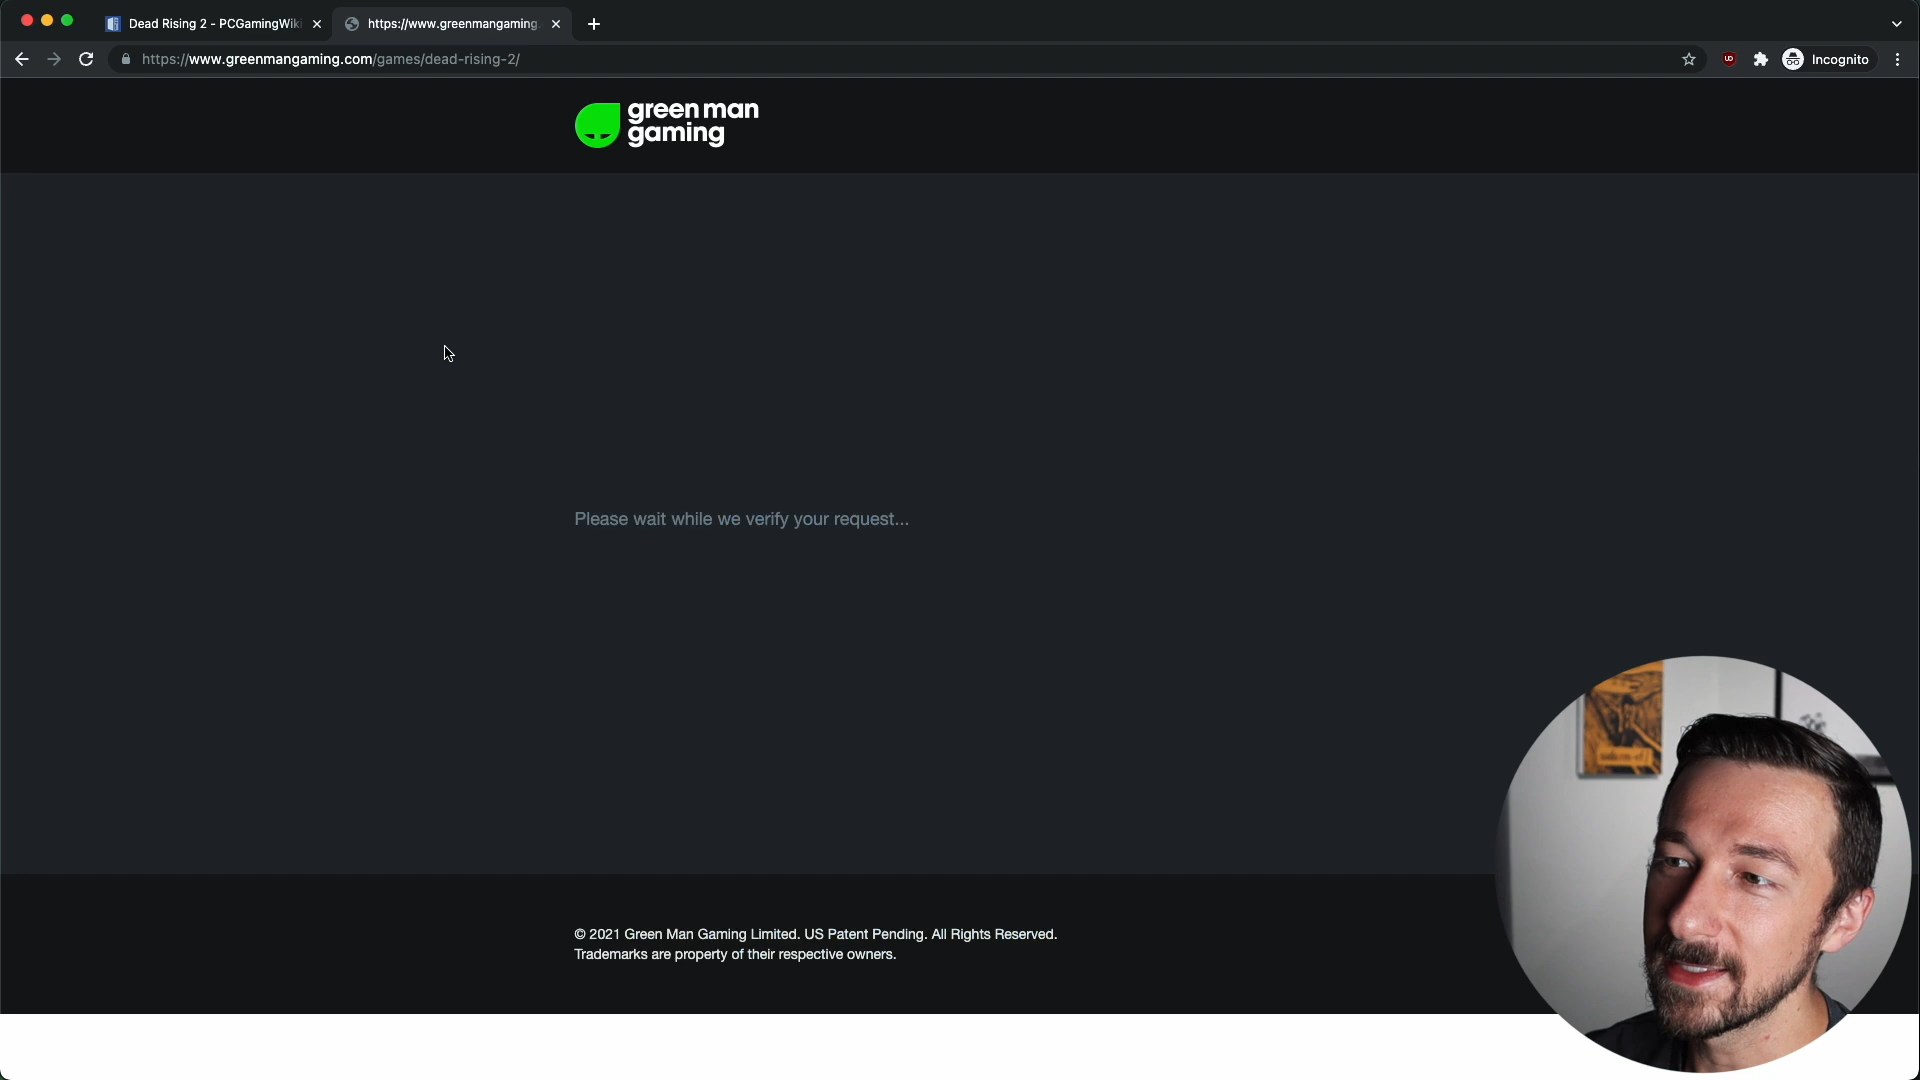 Dead Rising 2 - PCGamingWiki
https://www.greenmangaming.
https://www.greenmangaming.com/games/dead-rising-2/
Incognito
green man
gaming
Please wait while we verify your request...
© 2021 Green Man Gaming Limited. US Patent Pending. All Rights Reserved.
Trademarks are property of their respective owners.